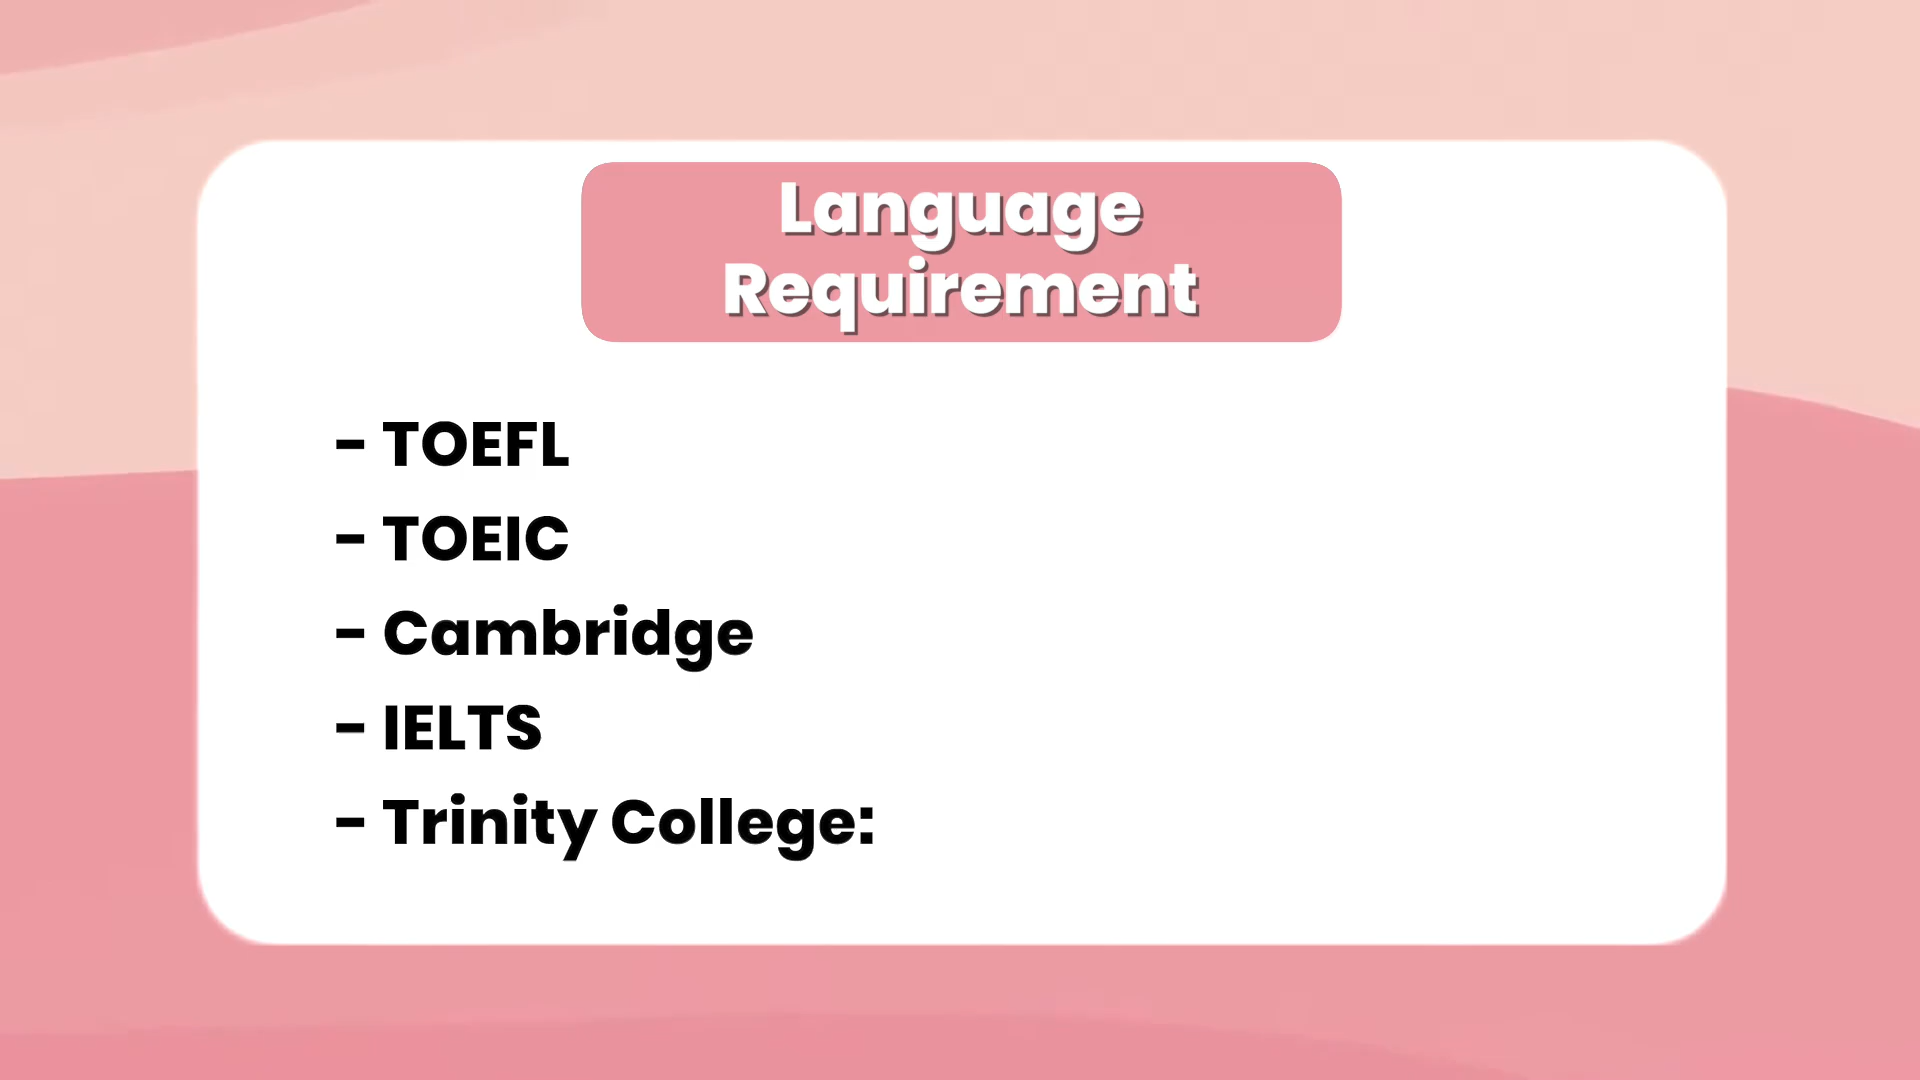 Language
Requirement
- TOEFL
- TOEIC
- Cambridge
- IELTS
- Trinity College: